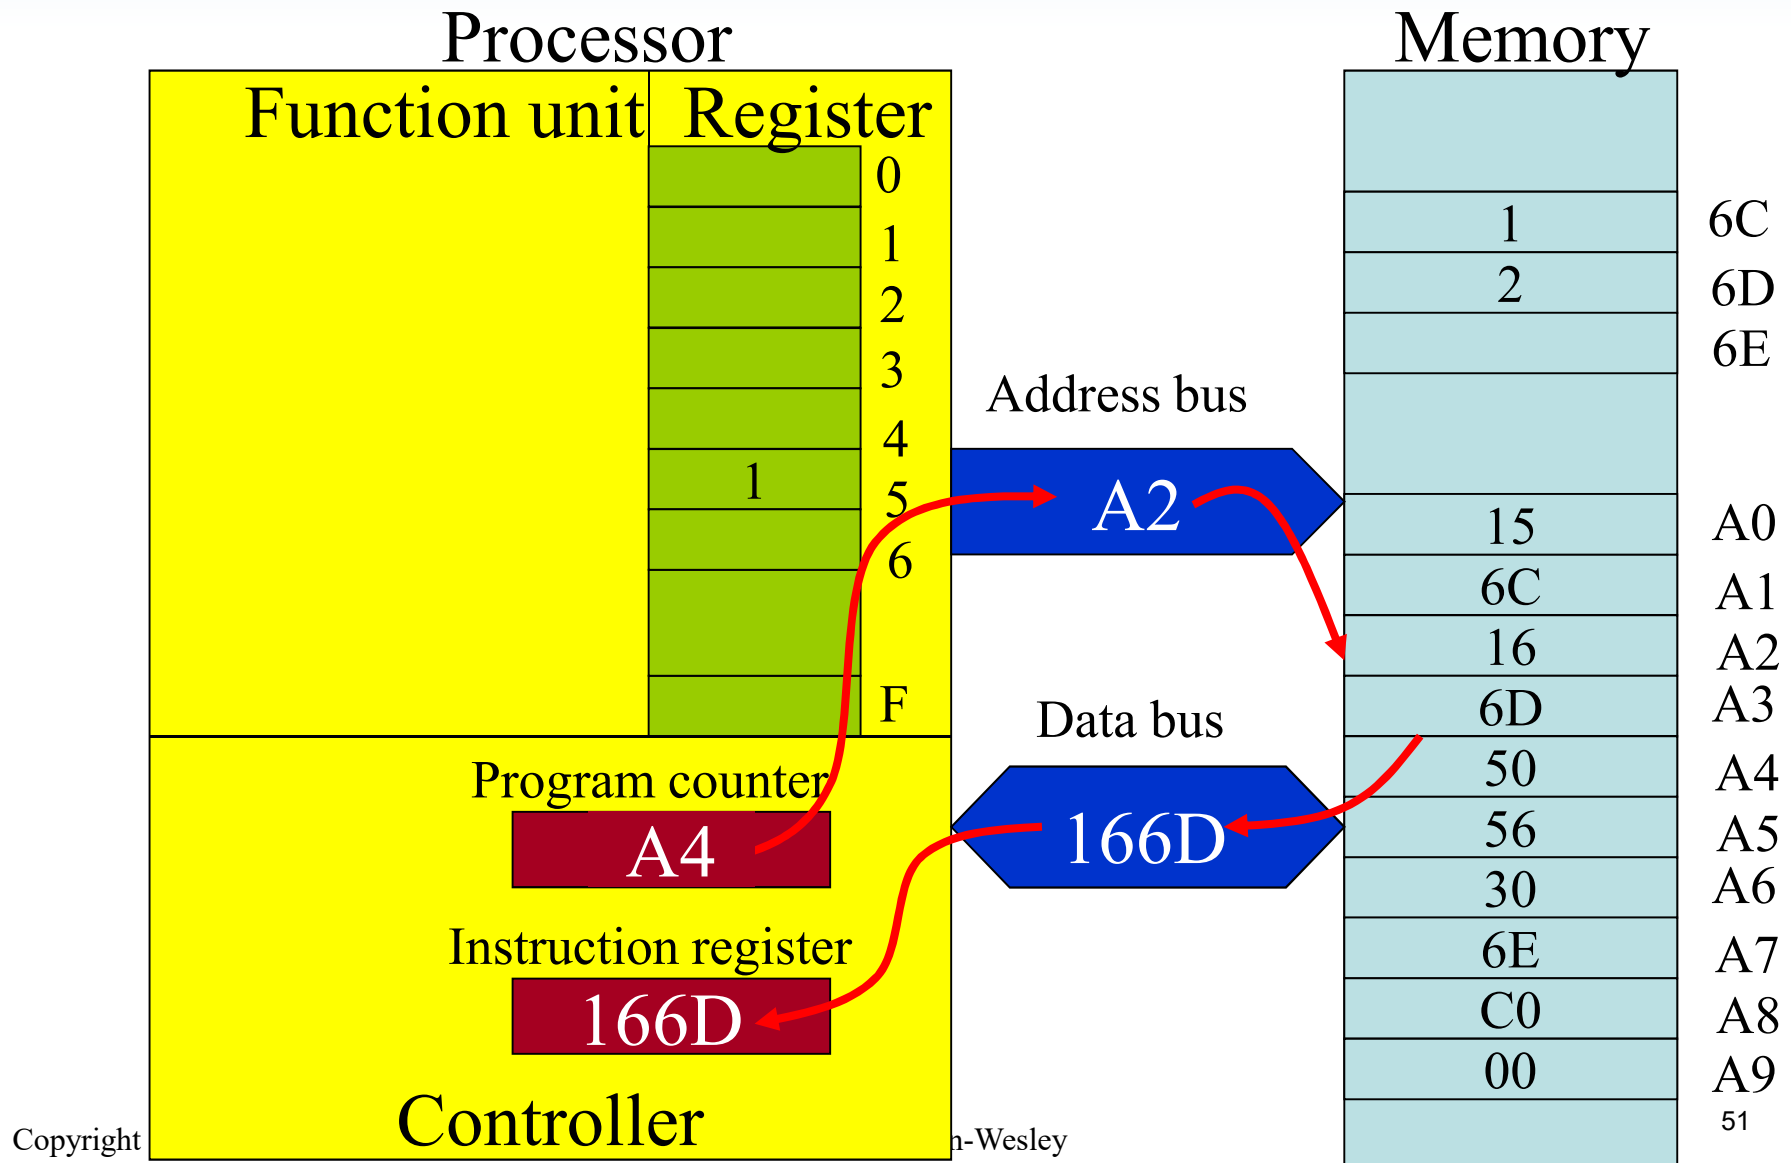 Processor
Memory
Function unit
Register
0
1
2
3
4
1
5
6
F
Address bus
A2
Data bus
166D
Program counter
A4
Instruction register
166D
Controller
1 6C
2 6D
6E
15 A0
6C A1
16 A2
6D A3
50 A4
56 A5
30 A6
6E A7
C0 A8
00 A9
Copyright
-Wesley
51